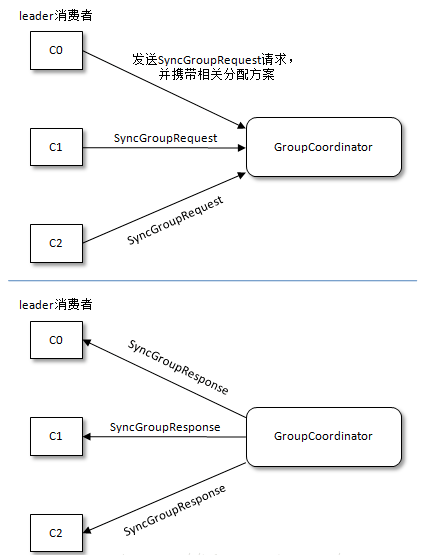 leader消费者
C0
发送SyncGroupRequest请求，
并携带相关分配方案
C1
SyncGroupRequest
GroupCoordinator
C2
SyncGroupRequest
leader消费者
C0
SyncGroupResponse
C1
SyncGroupResponse
GroupCoordinator
SyncGroupResponse
C2